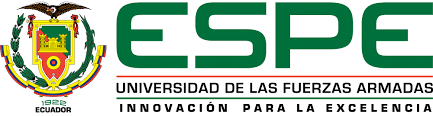 ESPE
UNIVERSIDAD DE LAS FUERZAS ARMADAS
INNOVACIÓN PARA LA EXCELENCIA
1922
ECUADOR